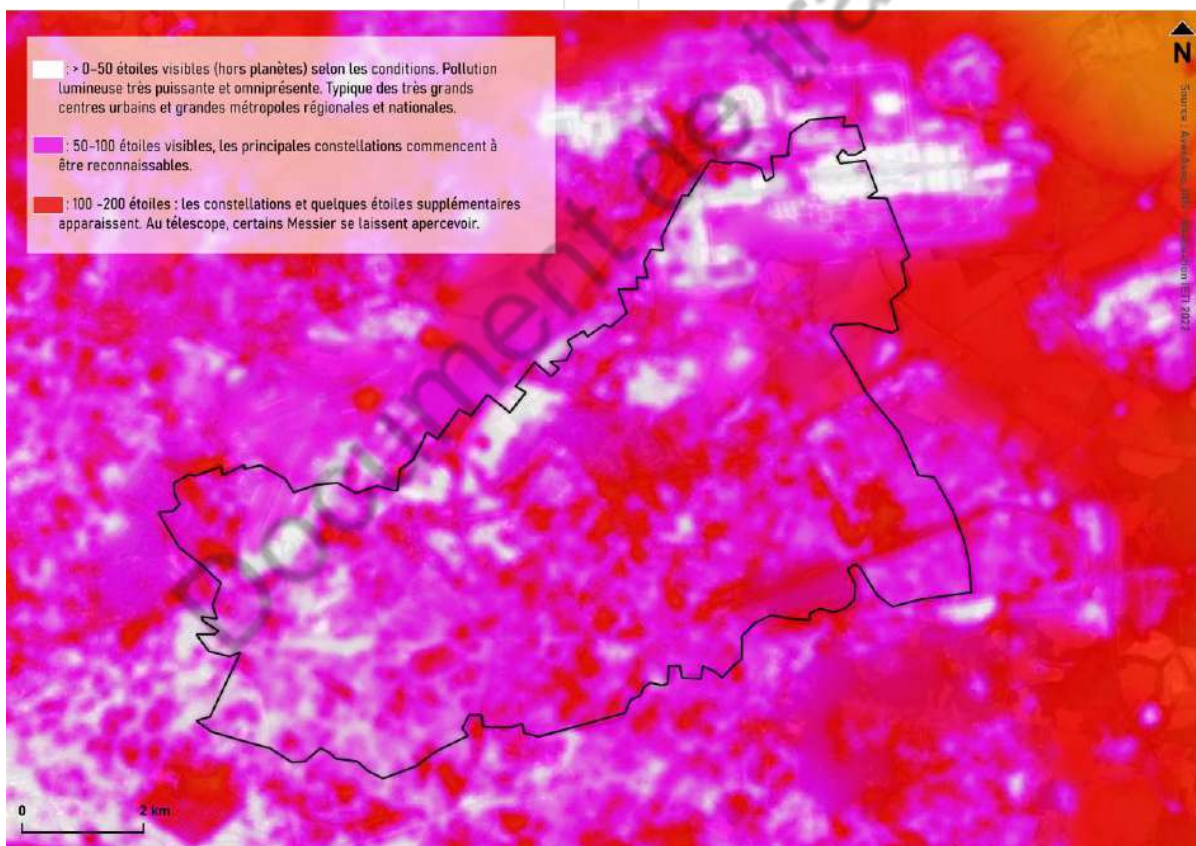 : > 0-50 étoiles visibles (hors planètes) selon les conditions. Pollution
lumineuse très puissante et omniprésente. Typique des très grands
centres urbains et grandes métropoles régionales et nationales.
: 50-100 étoiles visibles, les principales constellations commencent à
être reconnaissables.
: 100 -200 étoiles : les constellations et quelques étoiles supplémentaires
apparaissent. Au télescope, certains Messier se laissent apercevoir.
N
Source :
2022
Document de tra
0 2 km